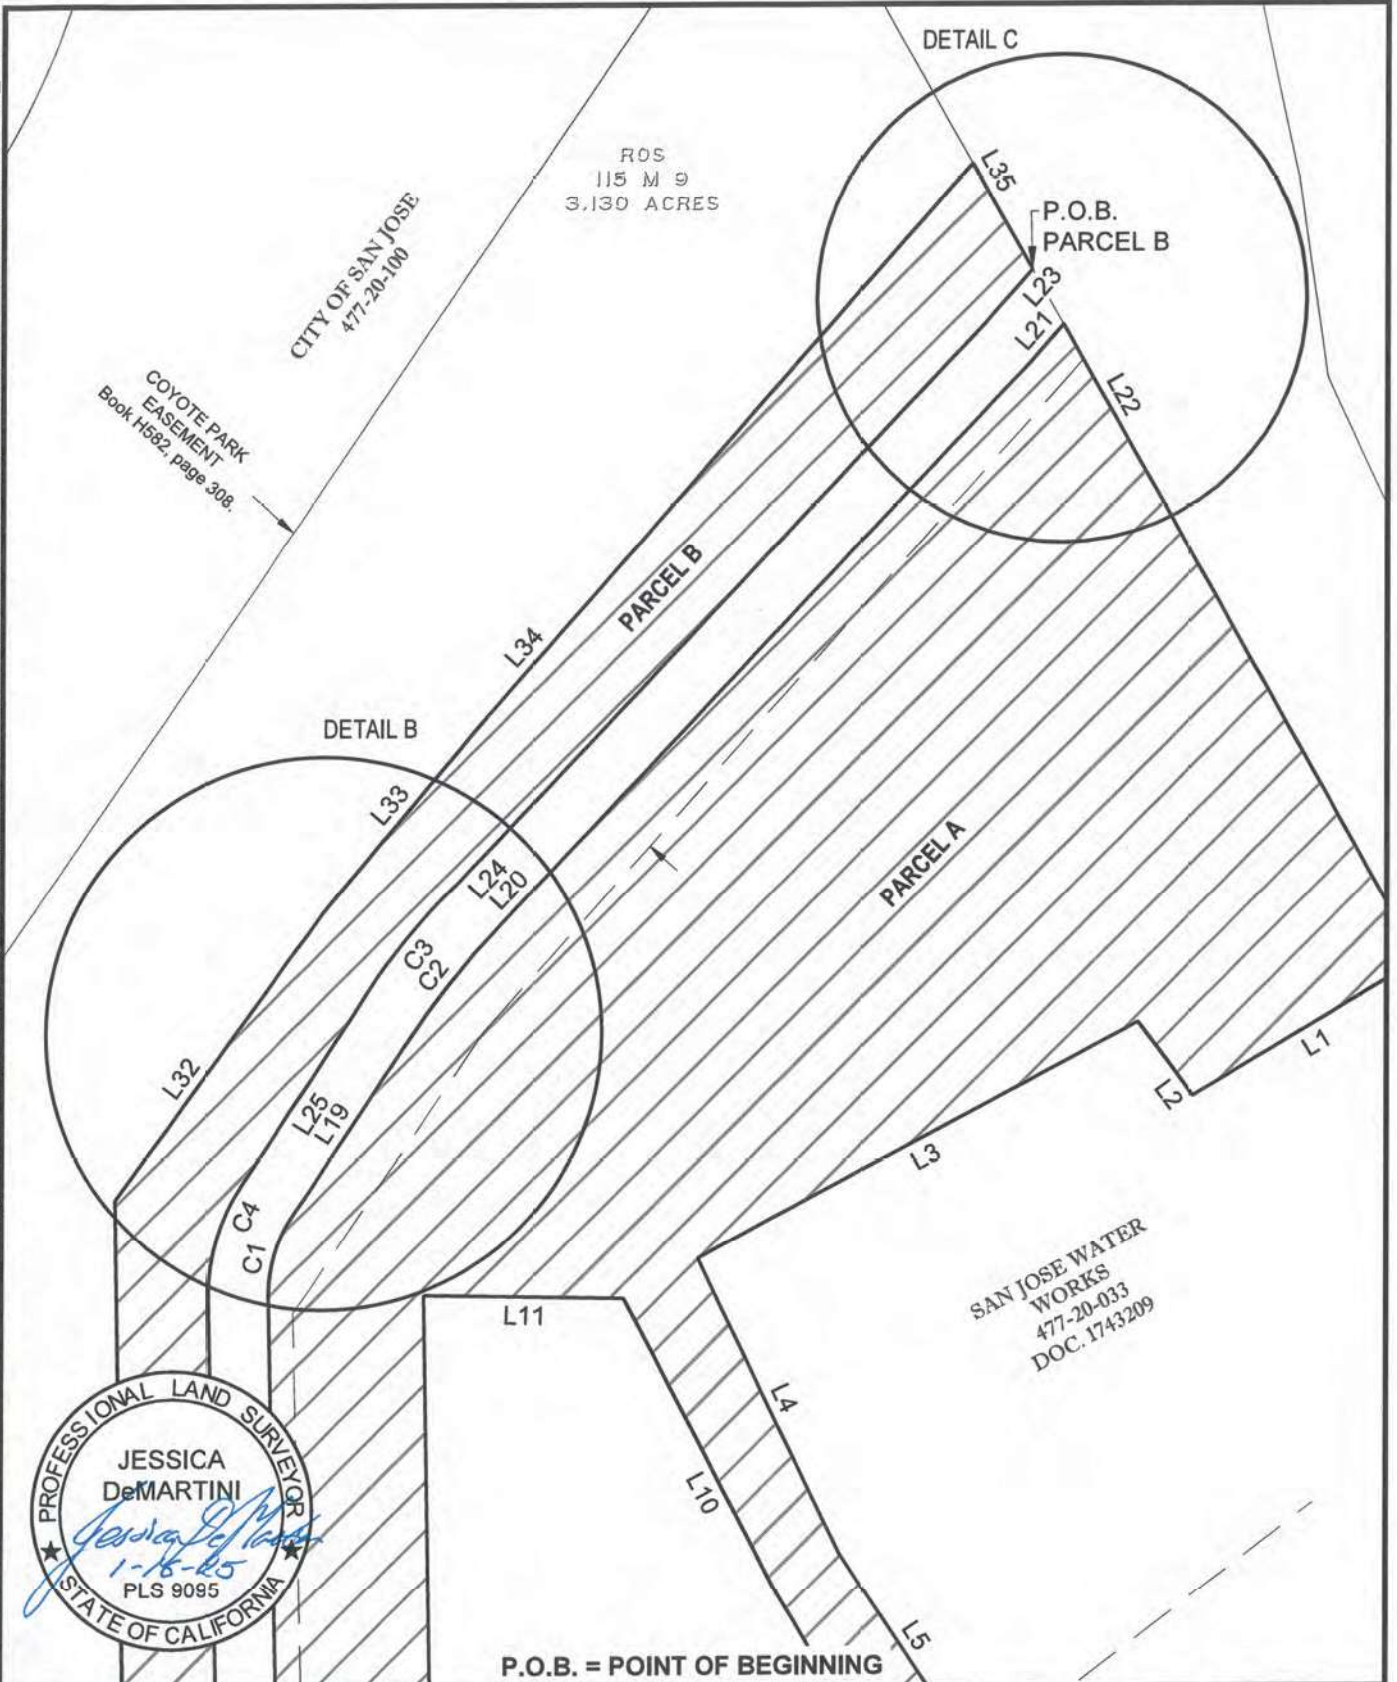 DETAIL C
ROS
115 M 9
3.130 ACRES
L35
P.O.B.
PARCEL B
CITY OF SAN JOSE
477-20-100
L23
L21
COYOTE PARK
EASEMENT
Book H582, page 308.
L22
PARCEL B
L34
DETAIL B
L33
PARCEL A
L24
L20
C3
C2
L32
L25
L19
L1
L2
L3
C4
C1
SAN JOSE WATER
WORKS
477-20-033
DOC. 1743209
L11
L4
L10
PROFESSIONAL LAND SURVEYOR
JESSICA
DeMARTINI
Jessica DeMartini
1-16-25
PLS 9095
STATE OF CALIFORNIA
L5
P.O.B. = POINT OF BEGINNING